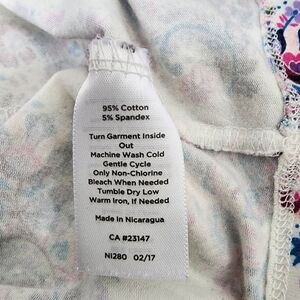 95% Cotton
5% Spandex
Turn Garment Inside
Out
Machine Wash Cold
Gentle Cycle
Only Non-Chlorine
Bleach When Needed
Tumble Dry Low
Warm Iron, If Needed
Made In Nicaragua
CA #23147
NI280 02/17